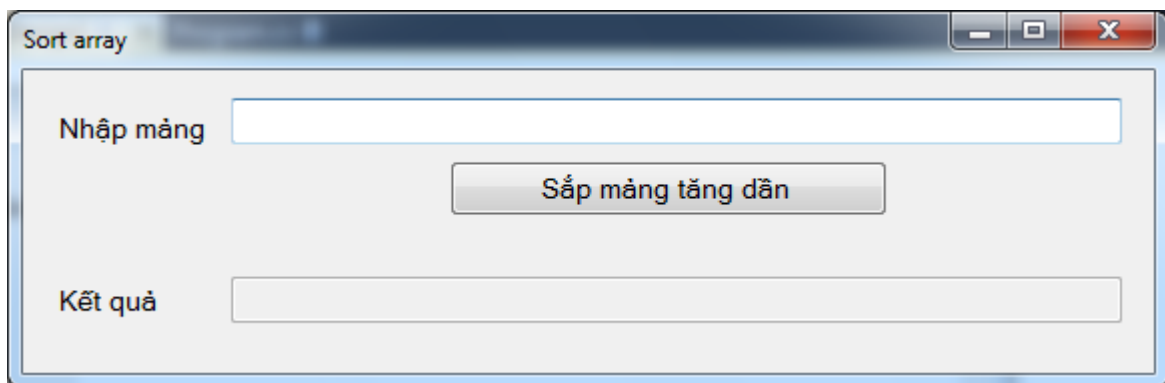 Sort array
Nhập mảng
Sắp mảng tăng dần
Kết quả